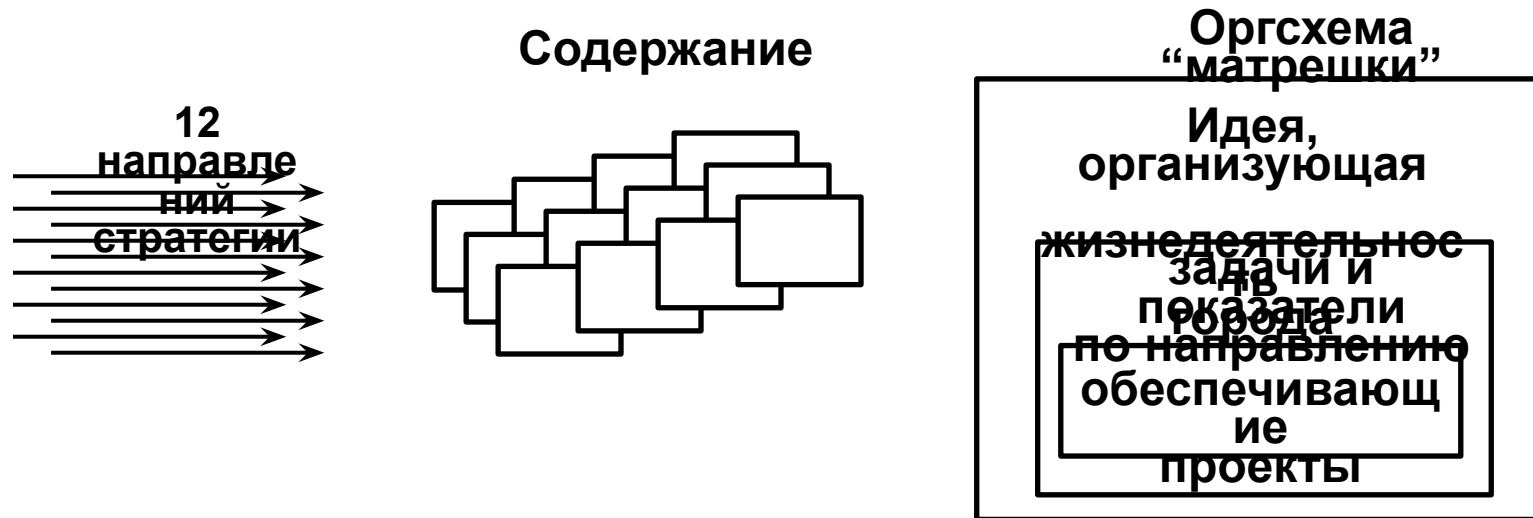 12
направле
ний
стратегии
Содержание
Оргсхема
“матрешки”
Идея,
организующая
жизнедеятельнос
ть
города
задачи и
показатели
по направлению
обеспечивающ
ие
проекты